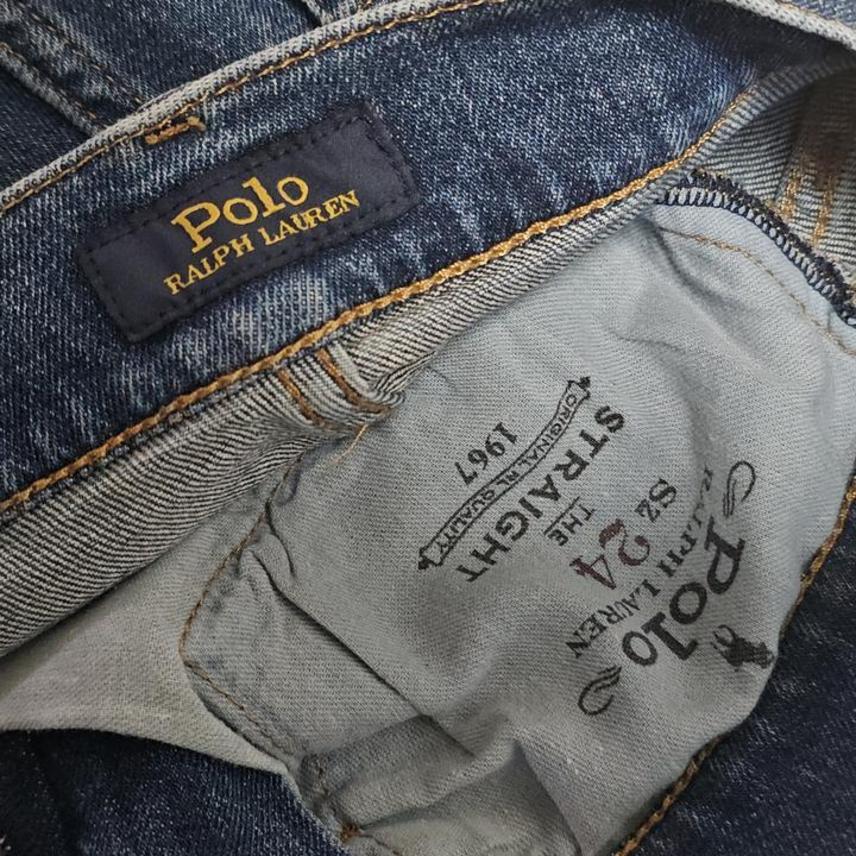 Polo
RALPH LAUREN
Polo
RALPH LAUREN
SZ 24
THE
STRAIGHT
ORIGINAL RL QUALITY
1967